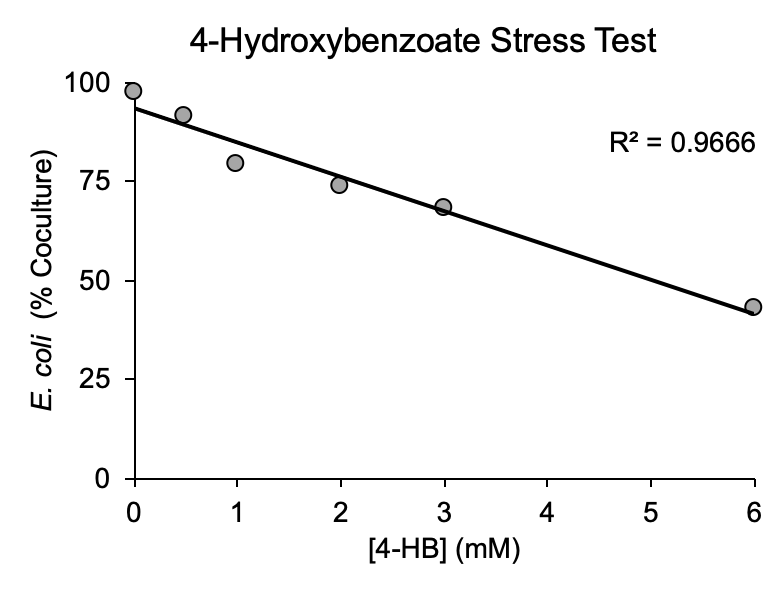 4-Hydroxybenzoate Stress Test
100
R² = 0.9666
75
50
25
0
E. coli (% Coculture)
0 1 2 3 4 5 6
[4-HB] (mM)